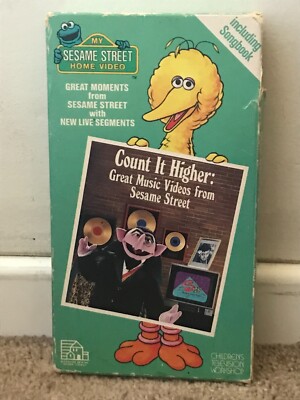 MY
SESAME STREET
HOME VIDEO
including
Songbook
GREAT MOMENTS
from
SESAME STREET
with
NEW LIVE SEGMENTS
Count It Higher:
Great Music Videos from
Sesame Street
CHILDREN'S
TELEVISION
WORKSHOP